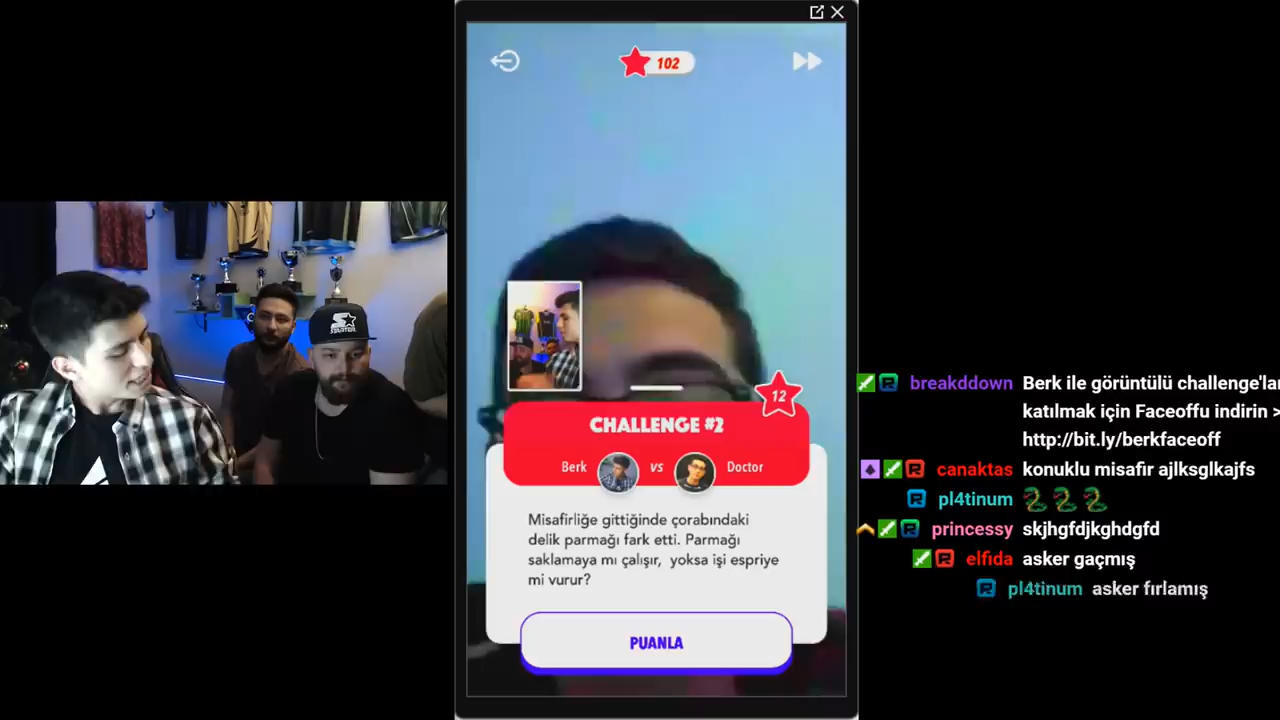 102
12
CHALLENGE #2
Berk vs Doctor
Misafirliğe gittiğinde çorabındaki
delik parmağı fark etti. Parmağı
saklamaya mı çalışır, yoksa işi espriye
mi vurur?
PUANLA
breakddown Berk ile görüntülü challenge'lar
katılmak için Faceoffu indirin >
http://bit.ly/berkfaceoff
canaktas konuklu misafir ajlksglkajfs
pl4tinum
princessy skjhgfdjkghdgfd
elfida asker gaçmış
pl4tinum asker fırlamış